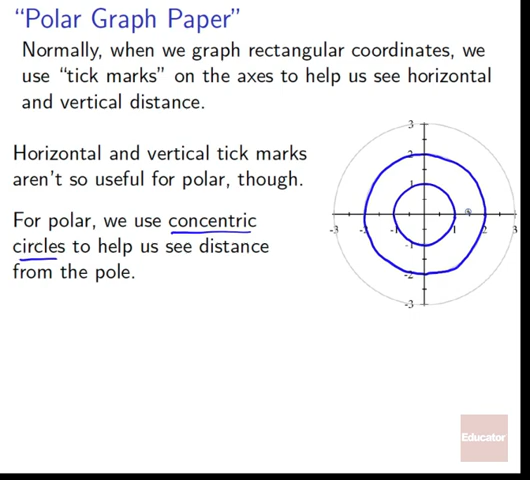 “Polar Graph Paper”
Normally, when we graph rectangular coordinates, we
use “tick marks” on the axes to help us see horizontal
and vertical distance.
Horizontal and vertical tick marks
aren’t so useful for polar, though.
For polar, we use concentric
circles to help us see distance
from the pole.
3
2
1
-3 -2 -1 1 2 3
-1
-2
-3
Educator